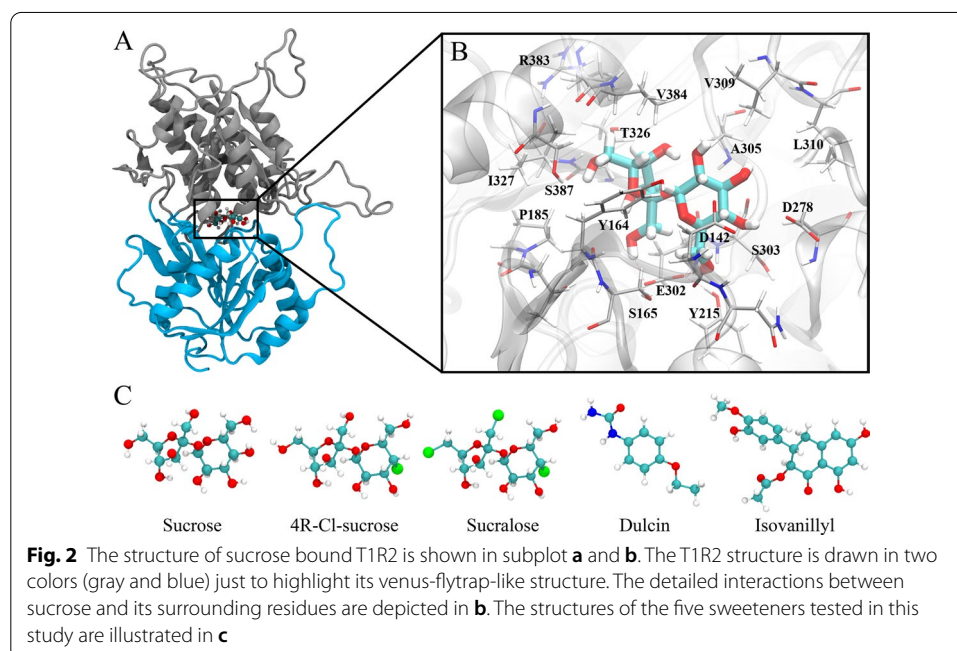 A
B
R383
V384
V309
T326
A305
L310
I327
S387
P185
Y164
D142
D278
S303
E302
S165
Y215
C
Sucrose
4R-Cl-sucrose
Sucralose
Dulcin
Isovanillyl
Fig. 2 The structure of sucrose bound T1R2 is shown in subplot a and b. The T1R2 structure is drawn in two
colors (gray and blue) just to highlight its venus-flytrap-like structure. The detailed interactions between
sucrose and its surrounding residues are depicted in b. The structures of the five sweeteners tested in this
study are illustrated in c